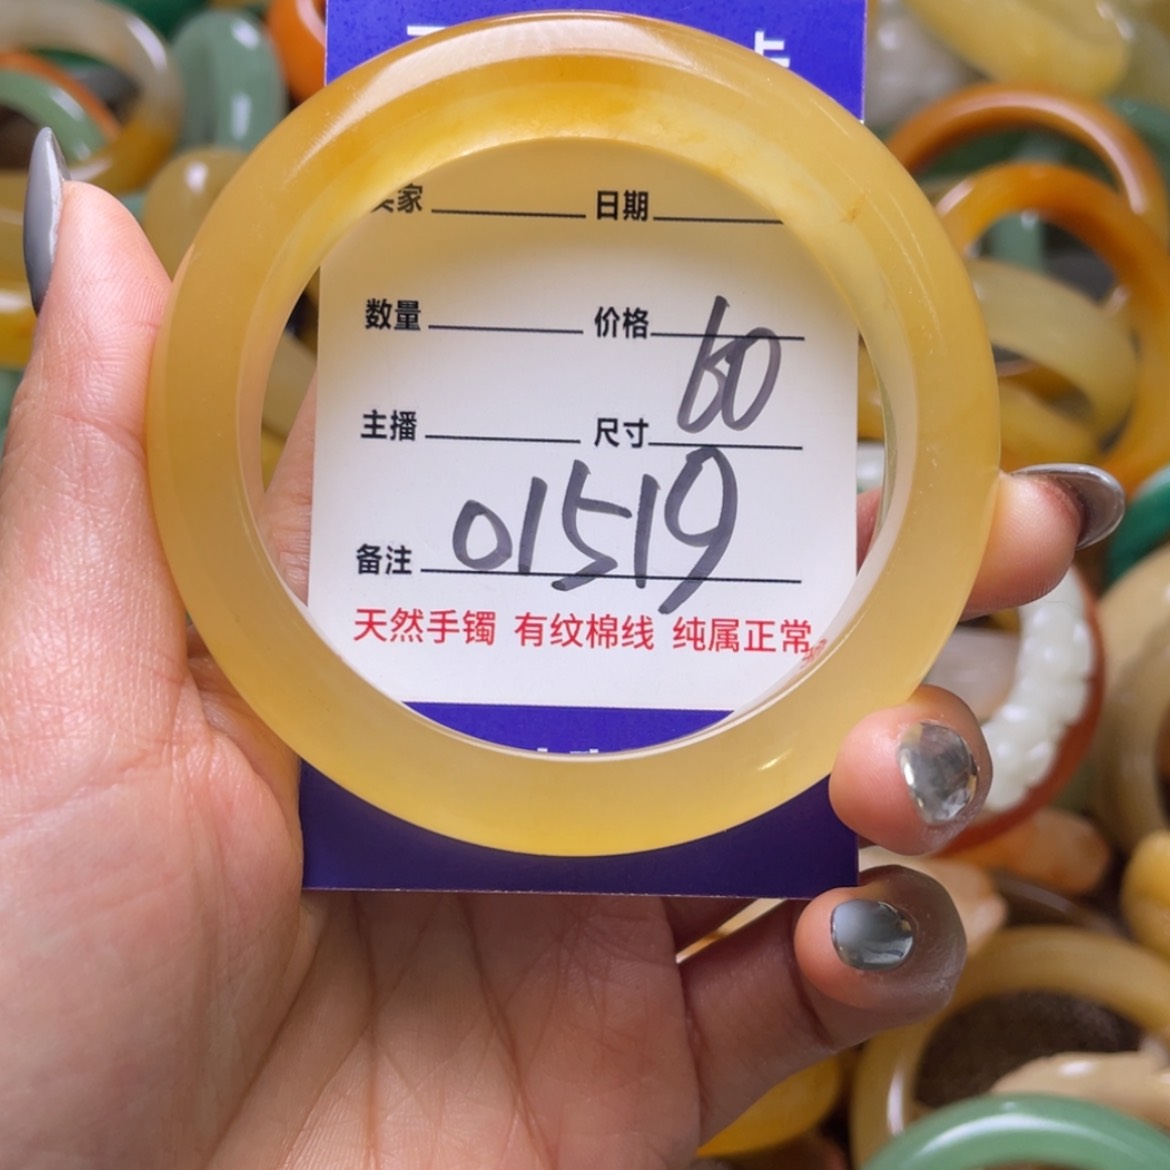 家 日期
数量 价格
主播 尺寸 60
备注 01519
天然手镯 有纹棉线 纯属正常